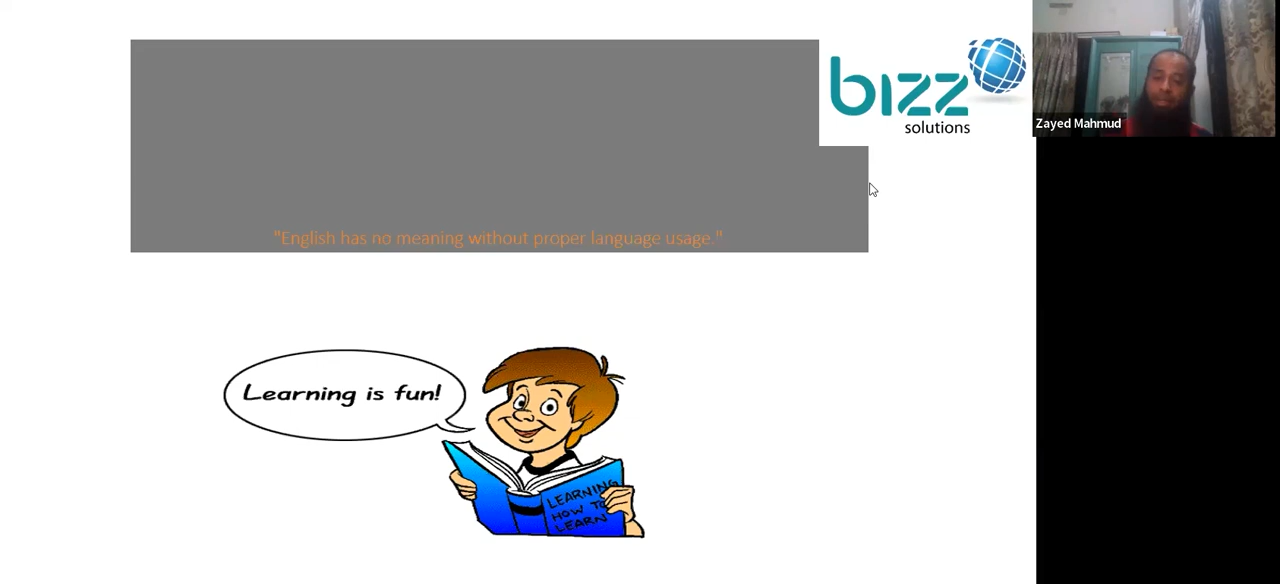 bizz
solutions
Zayed Mahmud
"English has no meaning without proper language usage."
Learning is fun!
LEARNING
HOW TO
LEARN